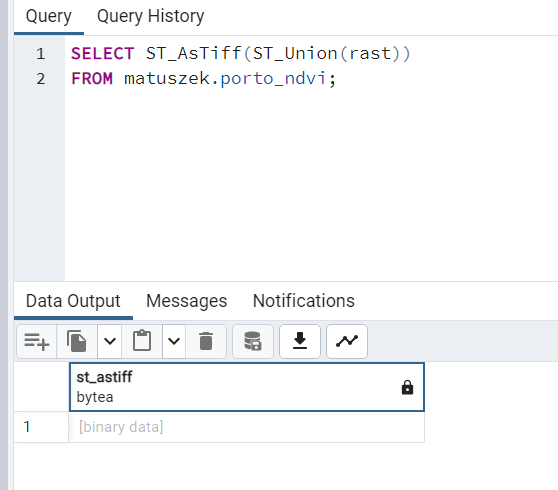 Query Query History
1 SELECT ST_AsTiff(ST_Union(rast))
2 FROM matuszek.porto_ndvi;
Data Output Messages Notifications
st_astiff
bytea
1 [binary data]